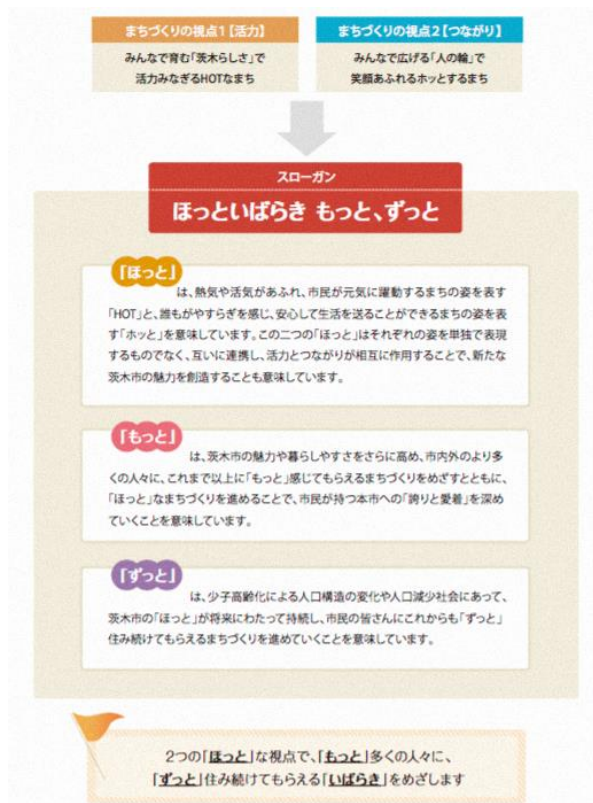 まちづくりの視点1【活力】
みんなで育む「茨木らしさ」で
活力みなぎるHOTなまち
まちづくりの視点2【つながり】
みんなで広げる「人の輪」で
笑顔あふれるホッとするまち
スローガン
ほっといばらき もっと、ずっと
「ほっと」
は、熱気や活気があふれ、市民が元気に躍動するまちの姿を表す
「HOT」と、誰もがやすらぎを感じ、安心して生活を送ることができるまちの姿を表
す「ホッと」を意味しています。この二つの「ほっと」はそれぞれの姿を単独で表現
するものでなく、互いに連携し、活力とつながりが相互に作用することで、新たな
茨木市の魅力を創造することも意味しています。
「もっと」
は、茨木市の魅力や暮らしやすさをさらに高め、市内外のより多
くの人々に、これまで以上に「もっと」感じてもらえるまちづくりをめざすとともに、
「ほっと」なまちづくりを進めることで、市民が持つ本市への「誇りと愛着」を深め
ていくことを意味しています。
「ずっと」
は、少子高齢化による人口構造の変化や人口減少社会にあって、
茨木市の「ほっと」が将来にわたって持続し、市民の皆さんにこれからも「ずっと」
住み続けてもらえるまちづくりを進めていくことを意味しています。
2つの「ほっと」な視点で、「もっと」多くの人々に、
「ずっと」住み続けてもらえる「いばらき」をめざします